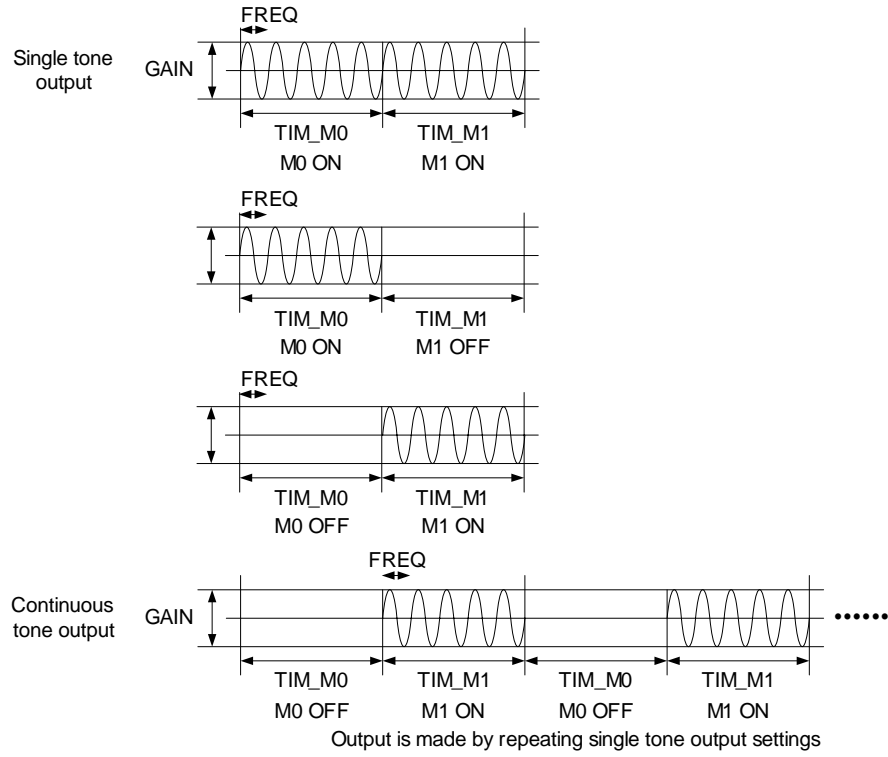 FREQ
Single tone
output
GAIN
TIM_M0
TIM_M1
M0 ON
M1 ON
FREQ
TIM_M0
TIM_M1
M0 ON
M1 OFF
FREQ
TIM_M0
TIM_M1
M0 OFF
M1 ON
FREQ
Continuous
tone output
GAIN
TIM_M0
TIM_M1
TIM_M0
TIM_M1
M0 OFF
M1 ON
M0 OFF
M1 ON
Output is made by repeating single tone output settings